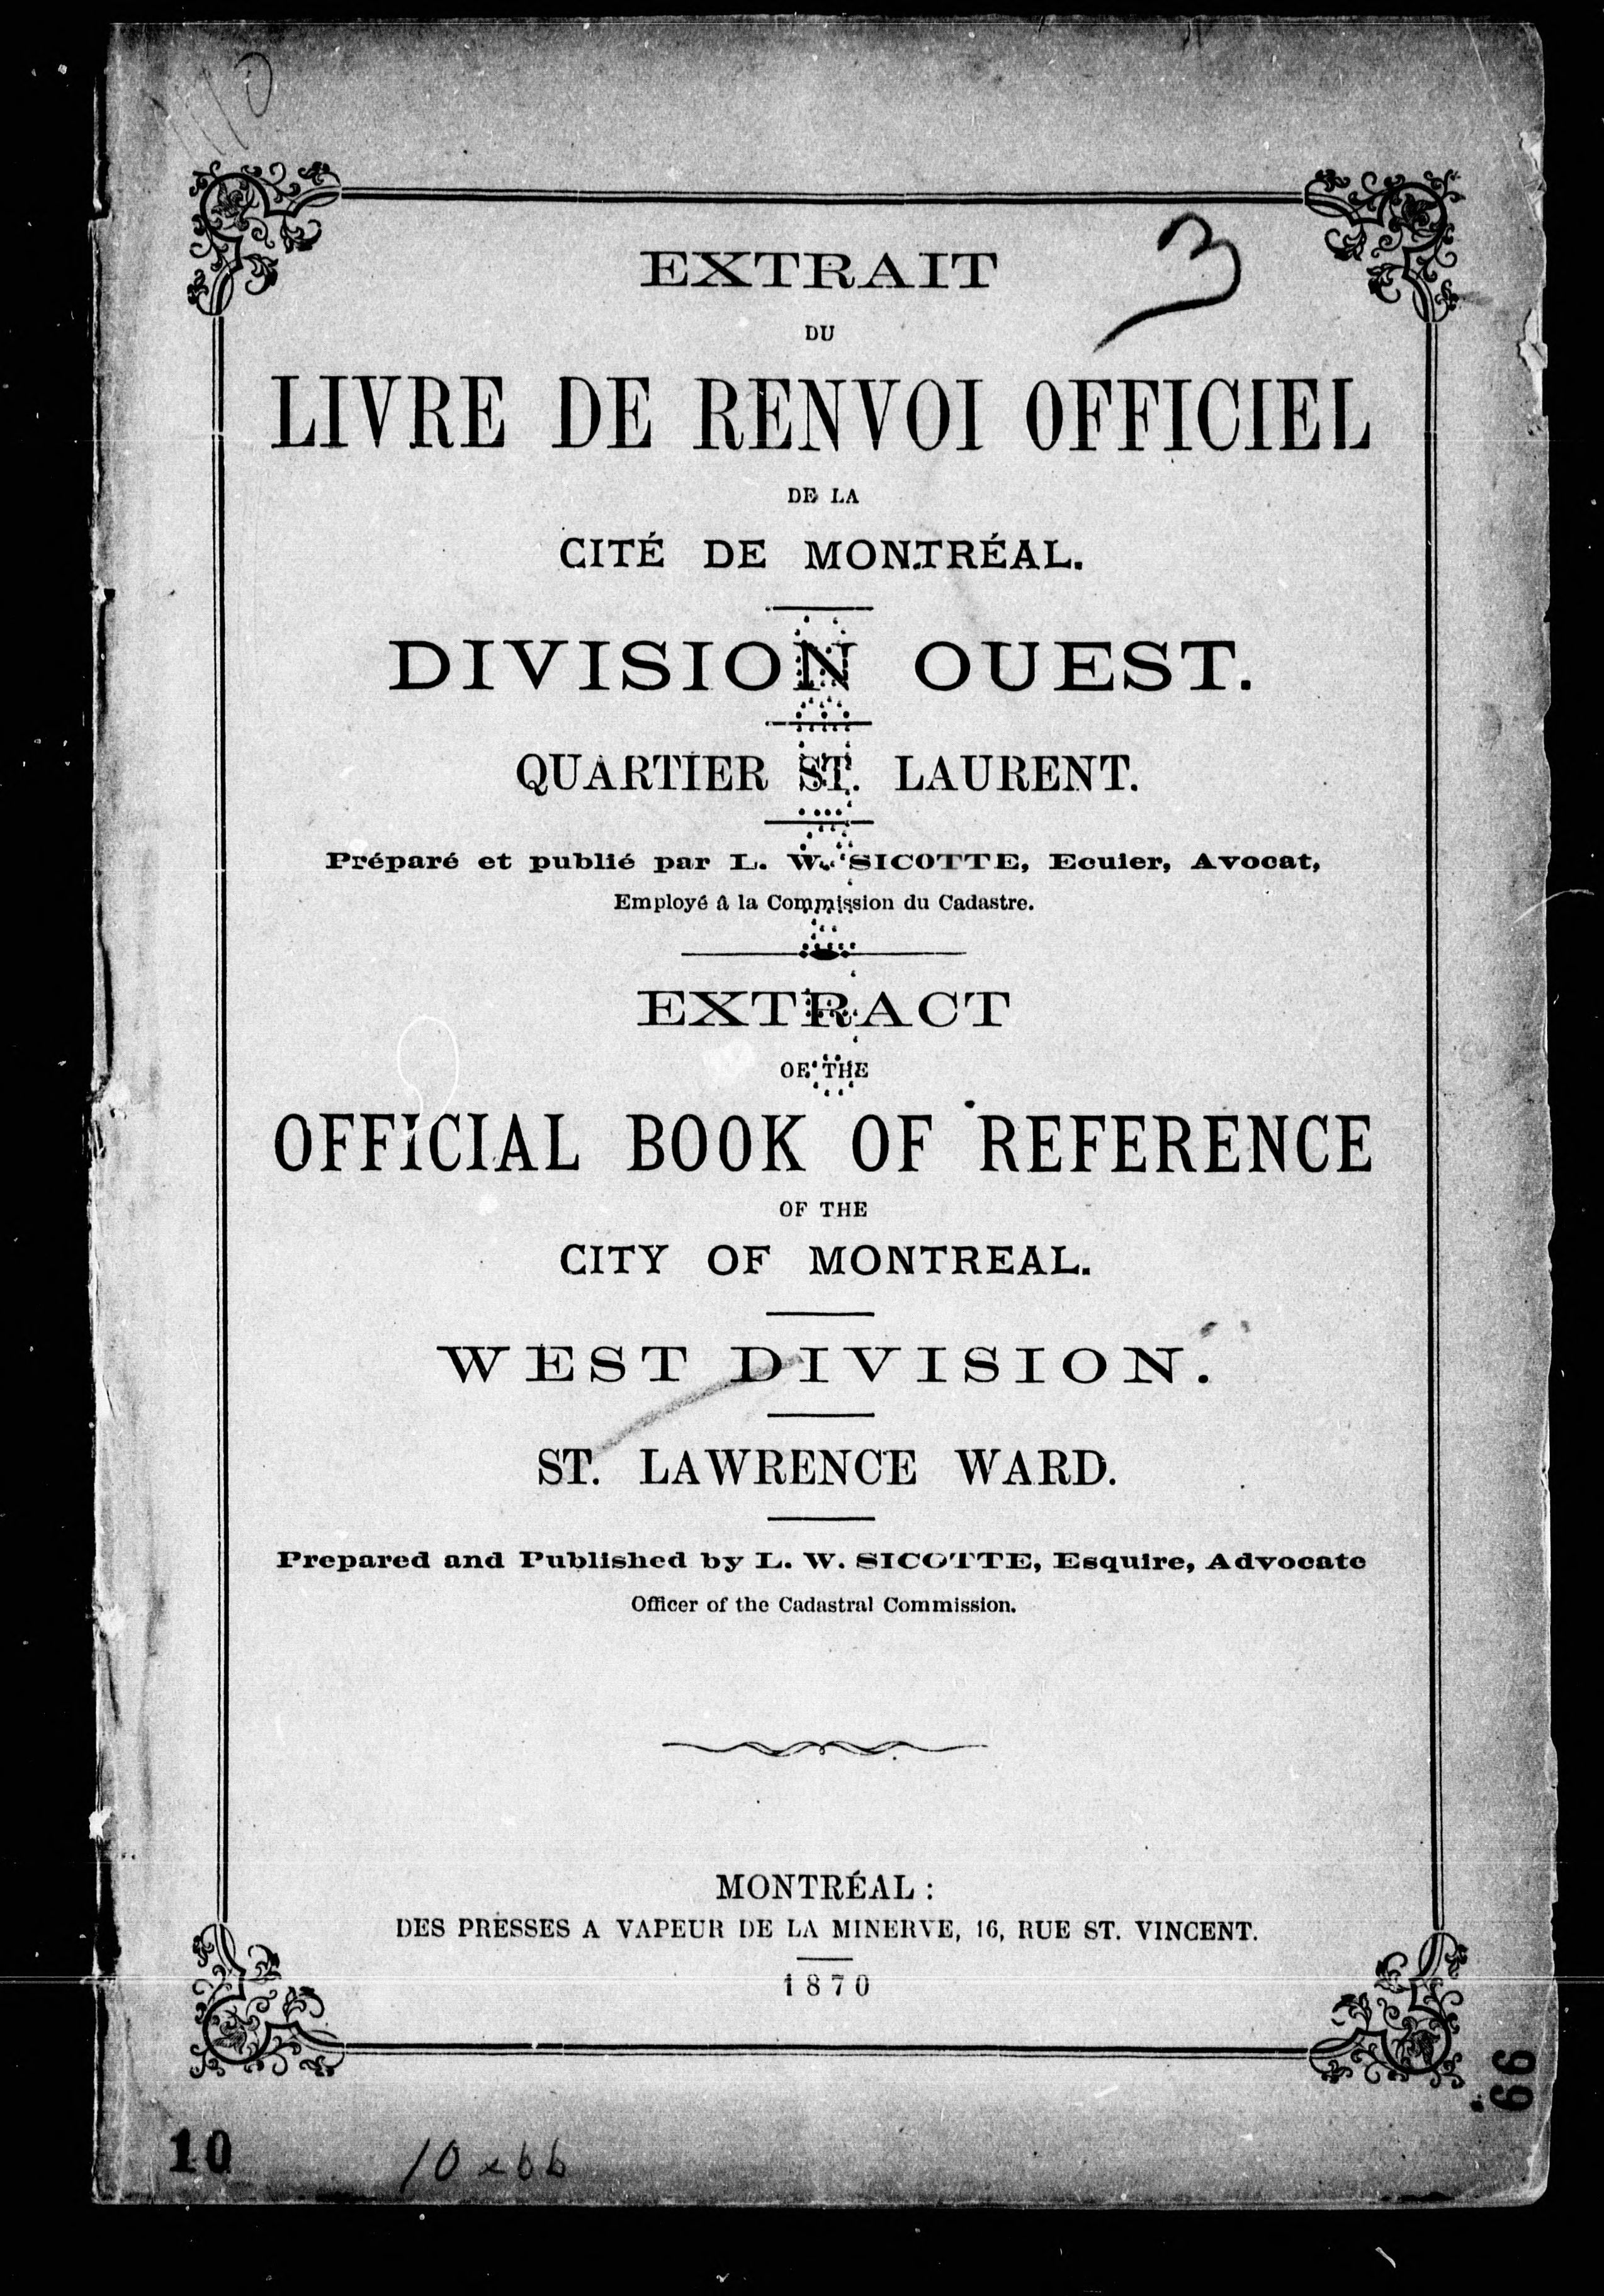 3
EXTRAIT
DU
LIVRE DE RENVOI OFFICIEL
DE LA
CITÉ DE MONTRÉAL.
DIVISION OUEST.
QUARTIER ST. LAURENT.
Préparé et publié par L. W. SICOTTE, Ecuier, Avocat,
Employé à la Commission du Cadastre.
EXTRACT
OF THE
OFFICIAL BOOK OF REFERENCE
OF THE
CITY OF MONTREAL.
WEST DIVISION.
ST. LAWRENCE WARD.
Prepared and Published by L. W. SICOTTE, Esquire, Advocate
Officer of the Cadastral Commission.
MONTRÉAL :
DES PRESSES A VAPEUR DE LA MINERVE, 16, RUE ST. VINCENT.
1870
66
10
10 x 66